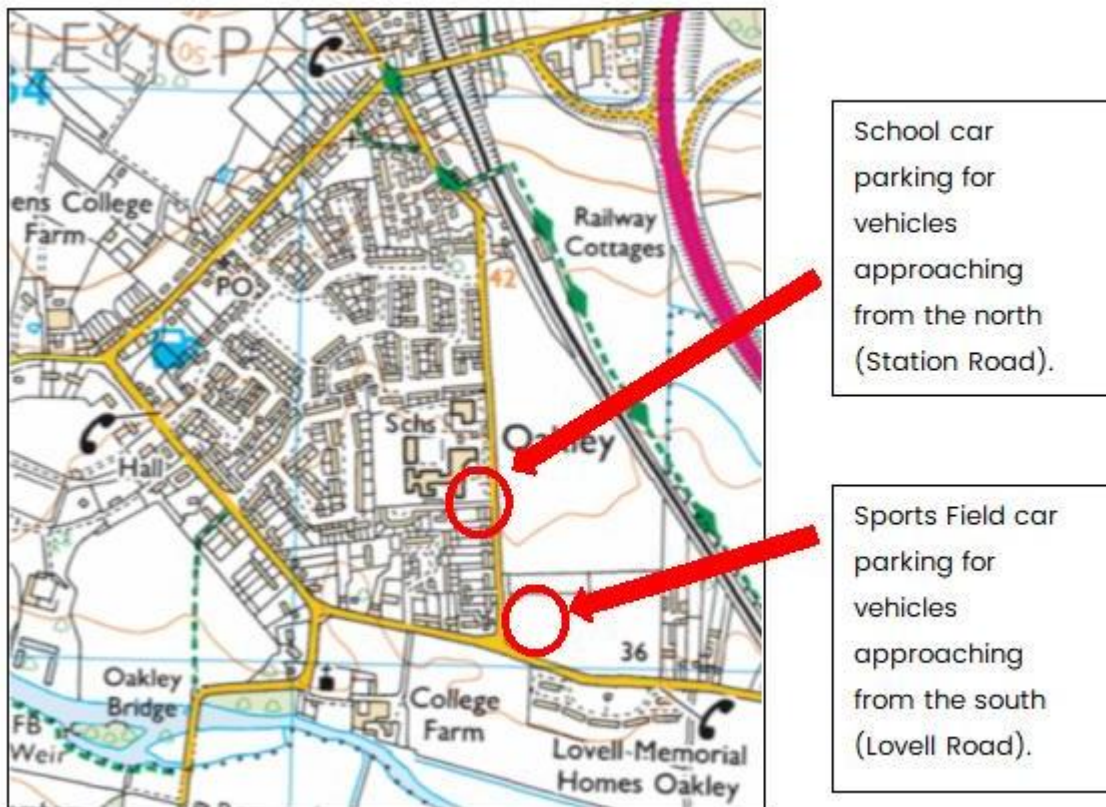 LEY CP
50
ens College
Farm
PO
Railway
Cottages
42
Schs
Oakley
Hall
36
Oakley
Bridge
FB
Weir
College
Farm
Lovell Memorial
Homes Oakley
School car
parking for
vehicles
approaching
from the north
(Station Road).
Sports Field car
parking for
vehicles
approaching
from the south
(Lovell Road).